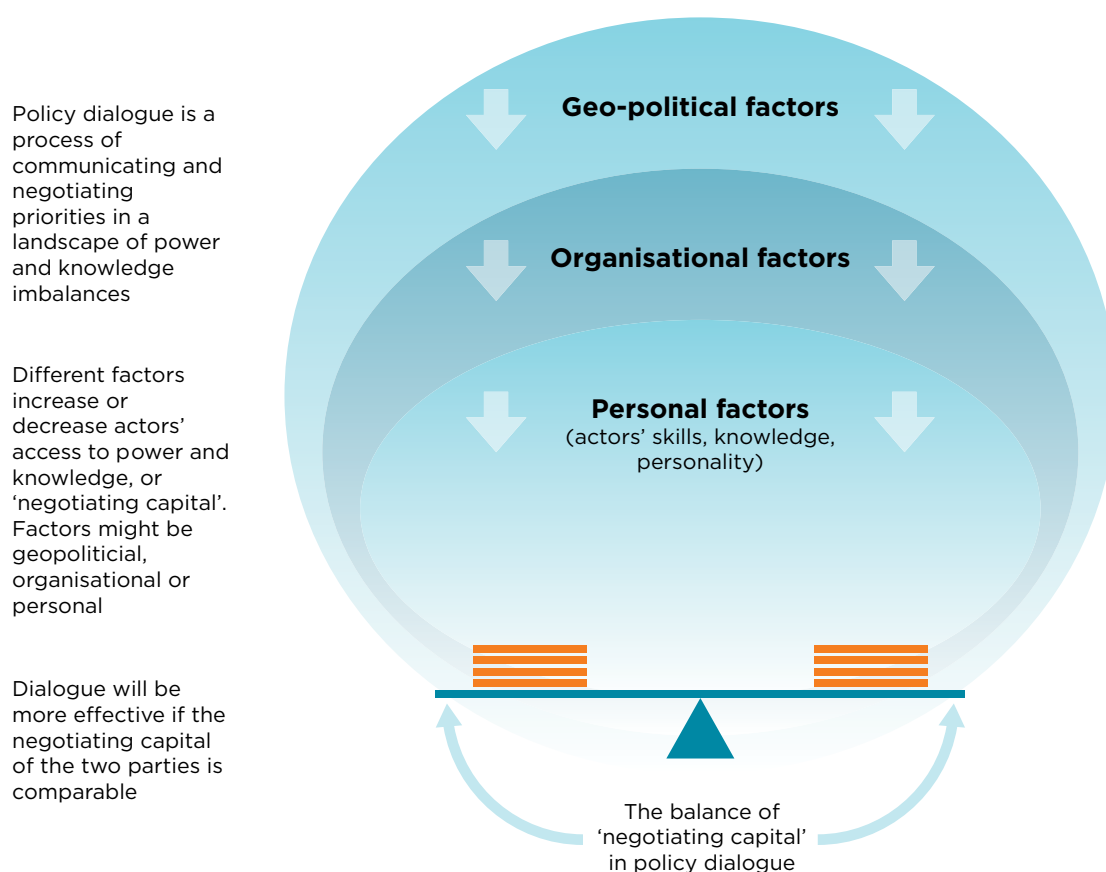 Policy dialogue is a
process of
communicating and
negotiating
priorities in a
landscape of power
and knowledge
imbalances
Different factors
increase or
decrease actors’
access to power and
knowledge, or
‘negotiating capital’.
Factors might be
geopoliticial,
organisational or
personal
Dialogue will be
more effective if the
negotiating capital
of the two parties is
comparable
Geo-political factors
Organisational factors
Personal factors
(actors’ skills, knowledge,
personality)
The balance of
‘negotiating capital’
in policy dialogue